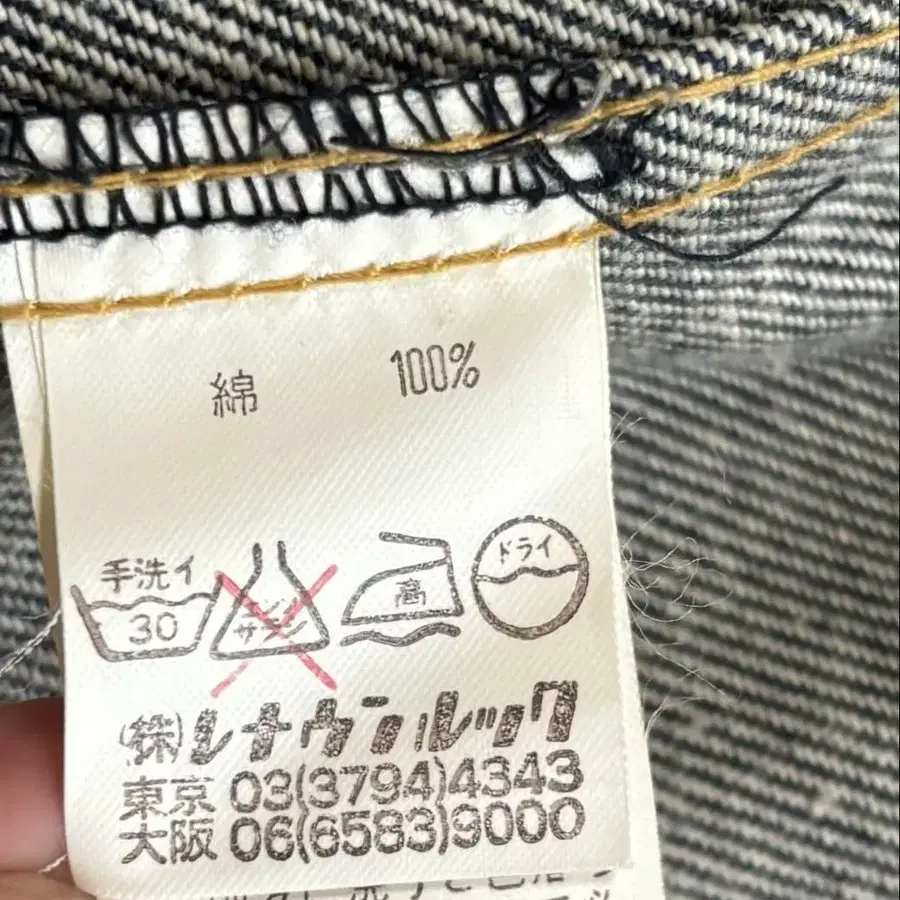 綿 100%
手洗イ 30 エンソ サラシ 高 ドライ
(株)レナウンルック
東京 03(3794)4343
大阪 06(6583)9000